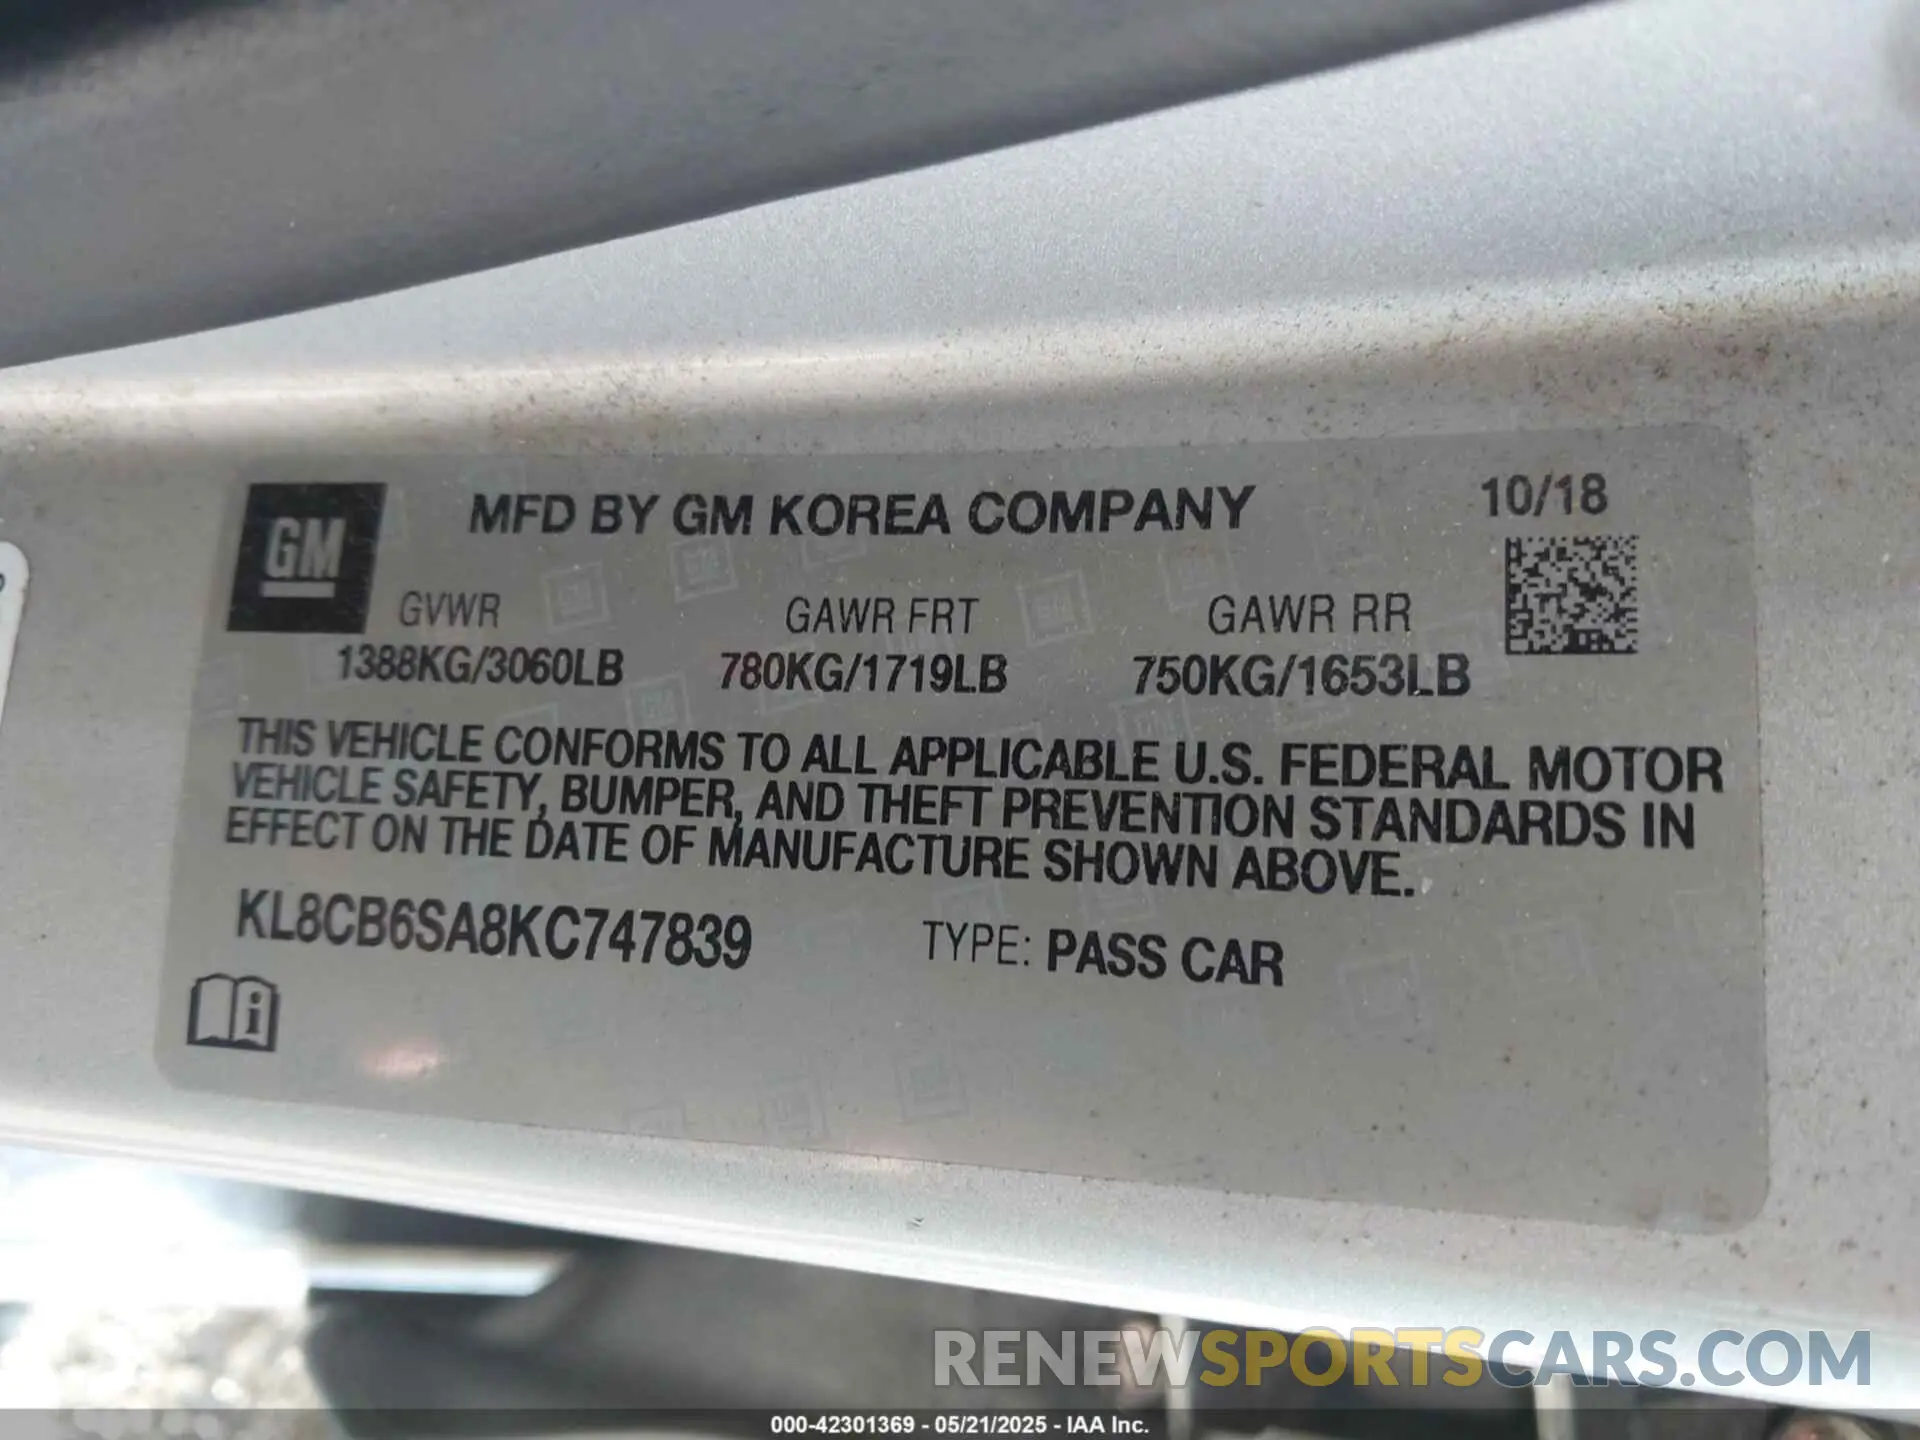 GM
MFD BY GM KOREA COMPANY
10/18
GVWR
GAWR FRT
GAWR RR
1388KG/3060LB
780KG/1719LB
750KG/1653LB
THIS VEHICLE CONFORMS TO ALL APPLICABLE U.S. FEDERAL MOTOR
VEHICLE SAFETY, BUMPER, AND THEFT PREVENTION STANDARDS IN
EFFECT ON THE DATE OF MANUFACTURE SHOWN ABOVE.
KL8CB6SA8KC747839
TYPE: PASS CAR
RENEWSPORTSCARS.COM
000-42301369 - 05/21/2025 - IAA Inc.